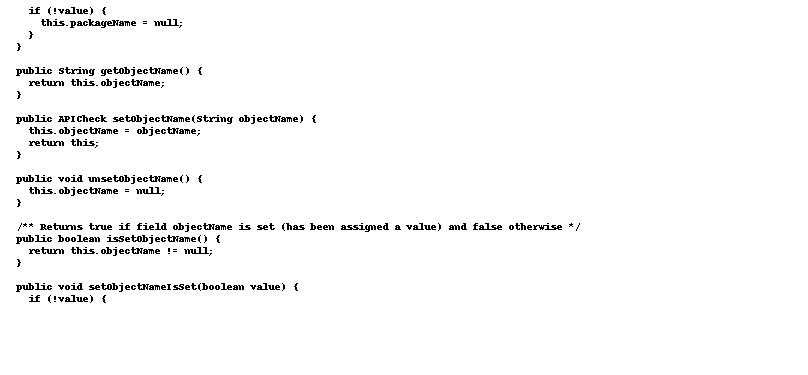 if (!value) {
this.packageName = null;
}
}
public String getObjectName() {
return this.objectName;
}
public APICheck setObjectName(String objectName) {
this.objectName = objectName;
return this;
}
public void unsetObjectName() {
this.objectName = null;
}
/** Returns true if field objectName is set (has been assigned a value) and false otherwise */
public boolean isSetObjectName() {
return this.objectName != null;
}
public void setObjectNameIsSet(boolean value) {
if (!value) {